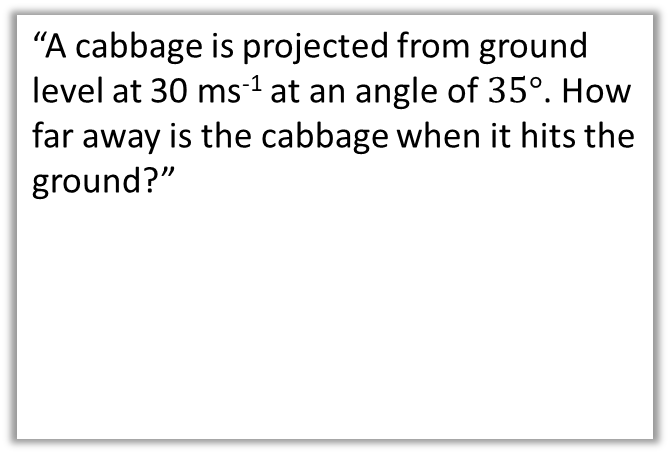 “A cabbage is projected from ground
level at 30 ms⁻¹ at an angle of 35°. How
far away is the cabbage when it hits the
ground?”